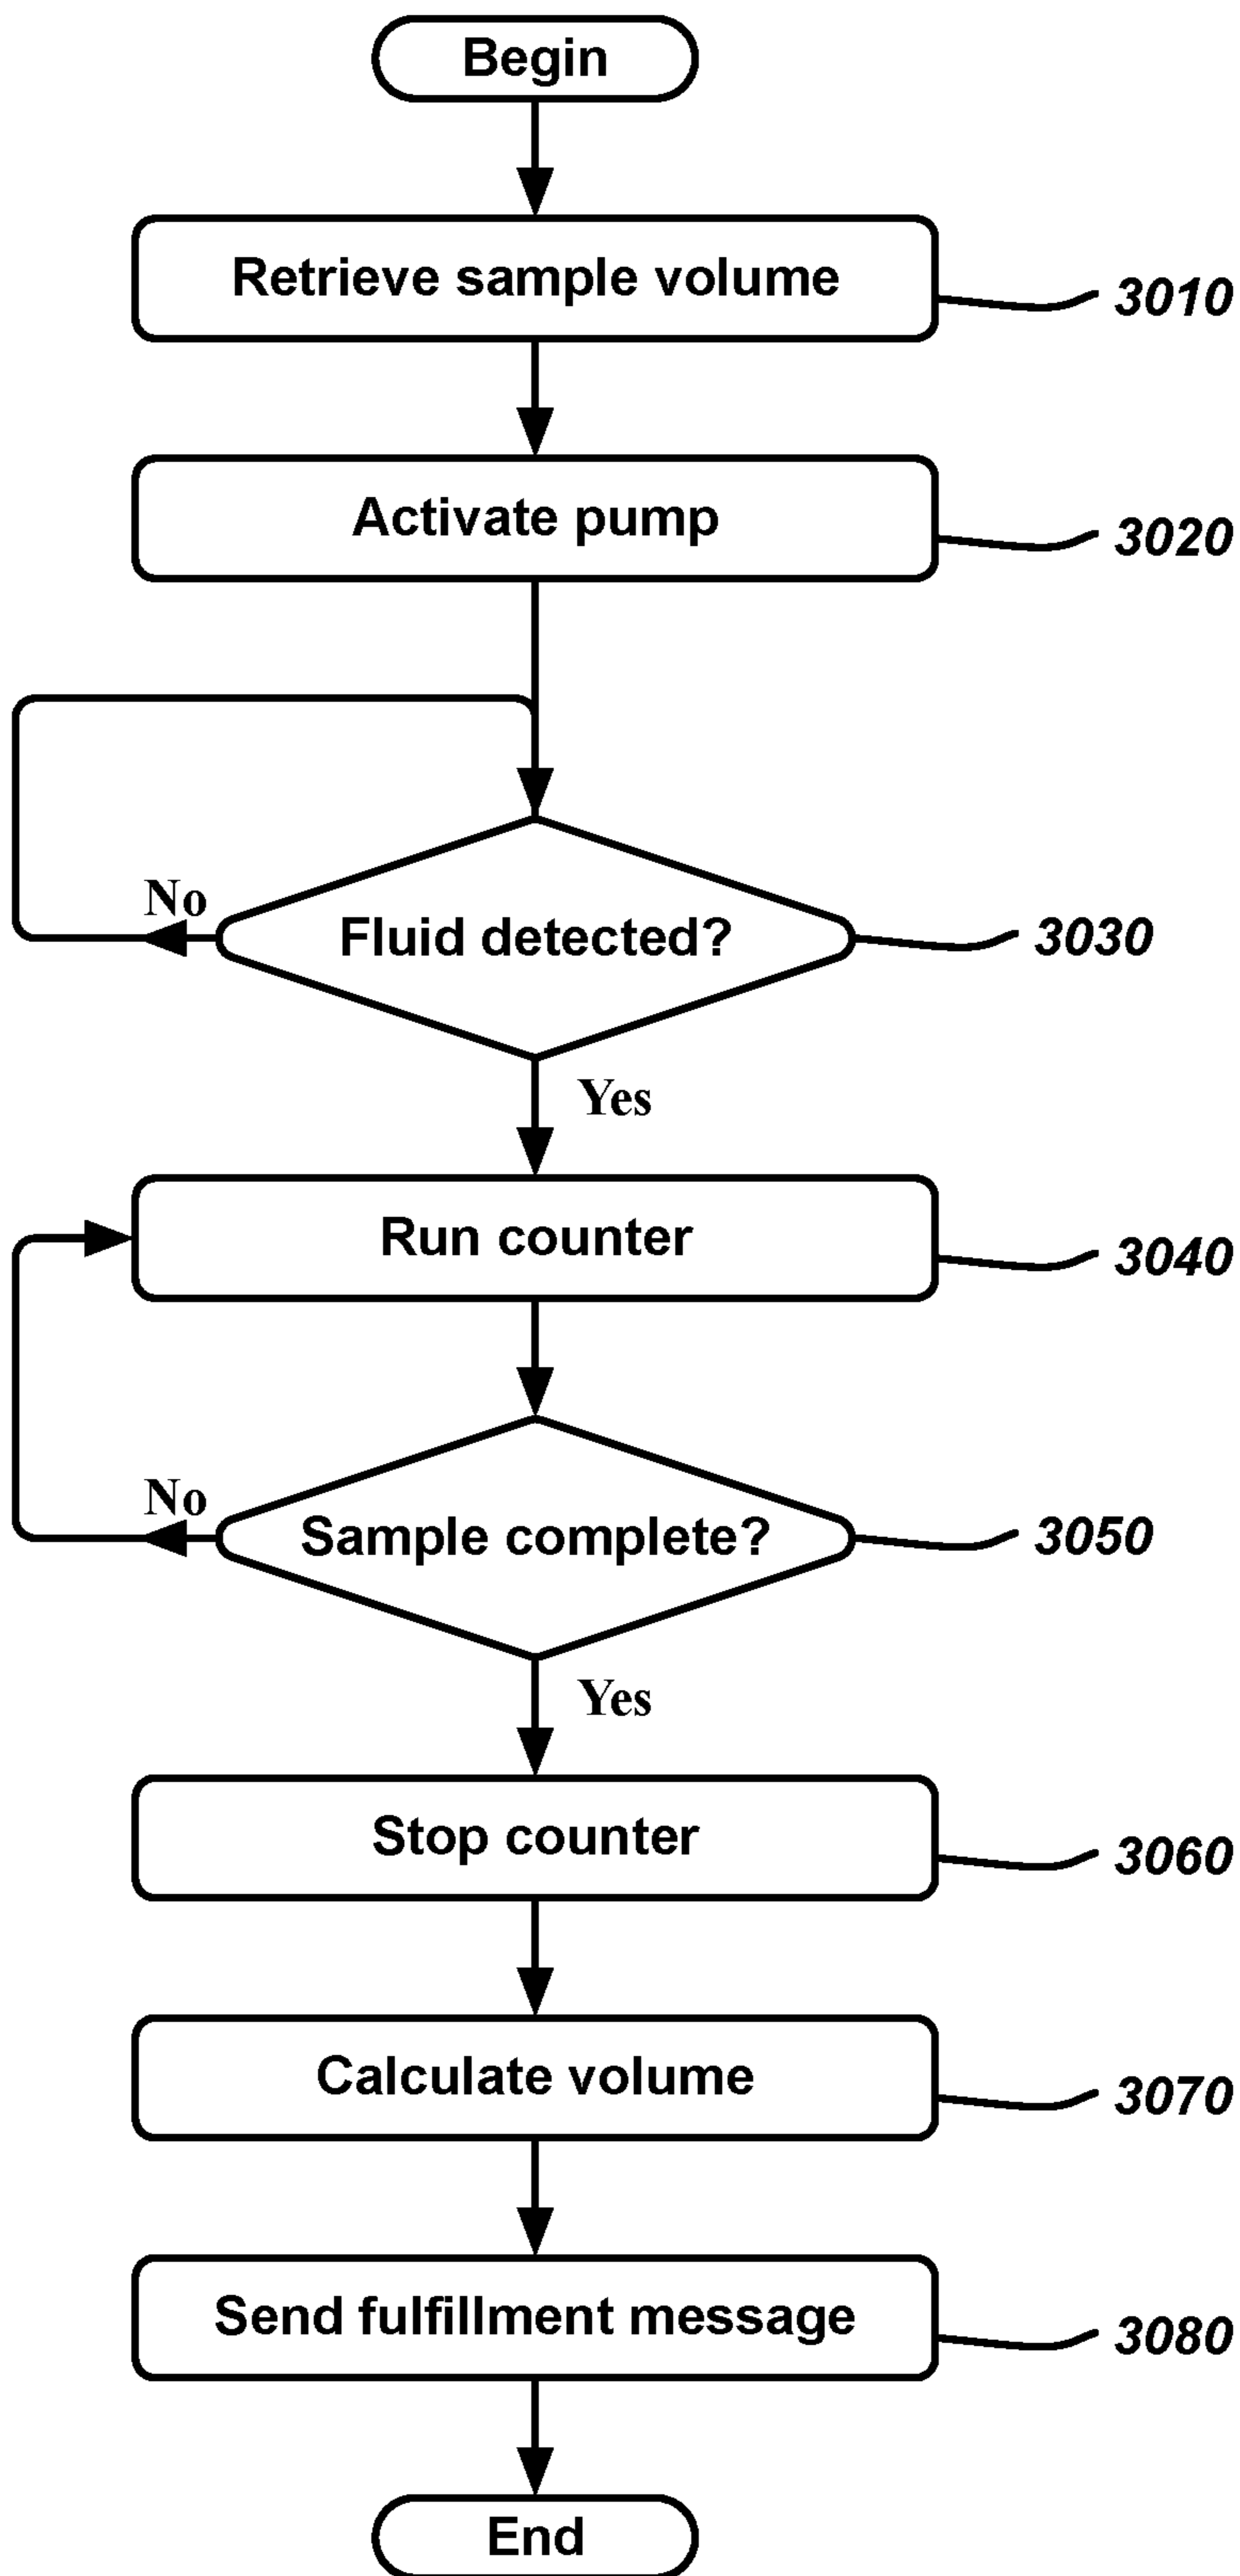 Begin
Retrieve sample volume
3010
Activate pump
3020
No
Fluid detected?
3030
Yes
Run counter
3040
No
Sample complete?
3050
Yes
Stop counter
3060
Calculate volume
3070
Send fulfillment message
3080
End